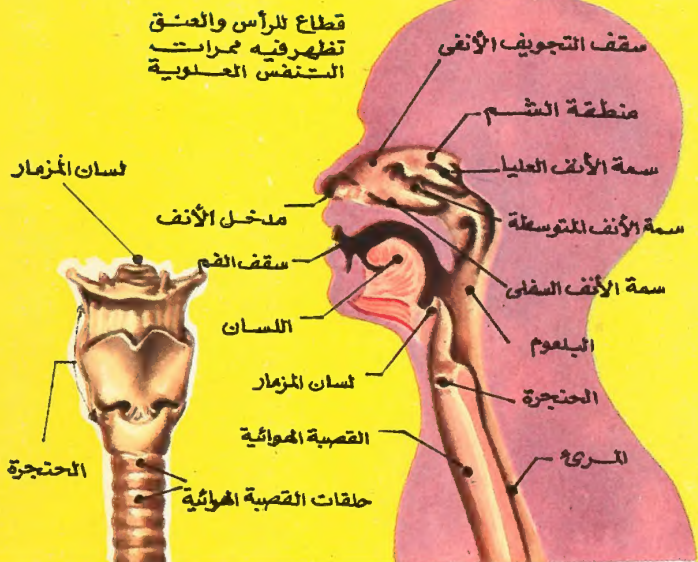 قطاع للرأس والعنق
تظهر فيه ممرات
التنفس العلوية
سقف التجويف الأنفى
منطقة الشم
سمة الأنف العليا
سمة الأنف المتوسطة
سمة الأنف السفلى
البلعوم
الحنجرة
المرئ
مدخل الأنف
سقف الفم
اللسان
لسان المزمار
القصبة الهوائية
حلقات القصبة الهوائية
لسان المزمار
الحنجرة